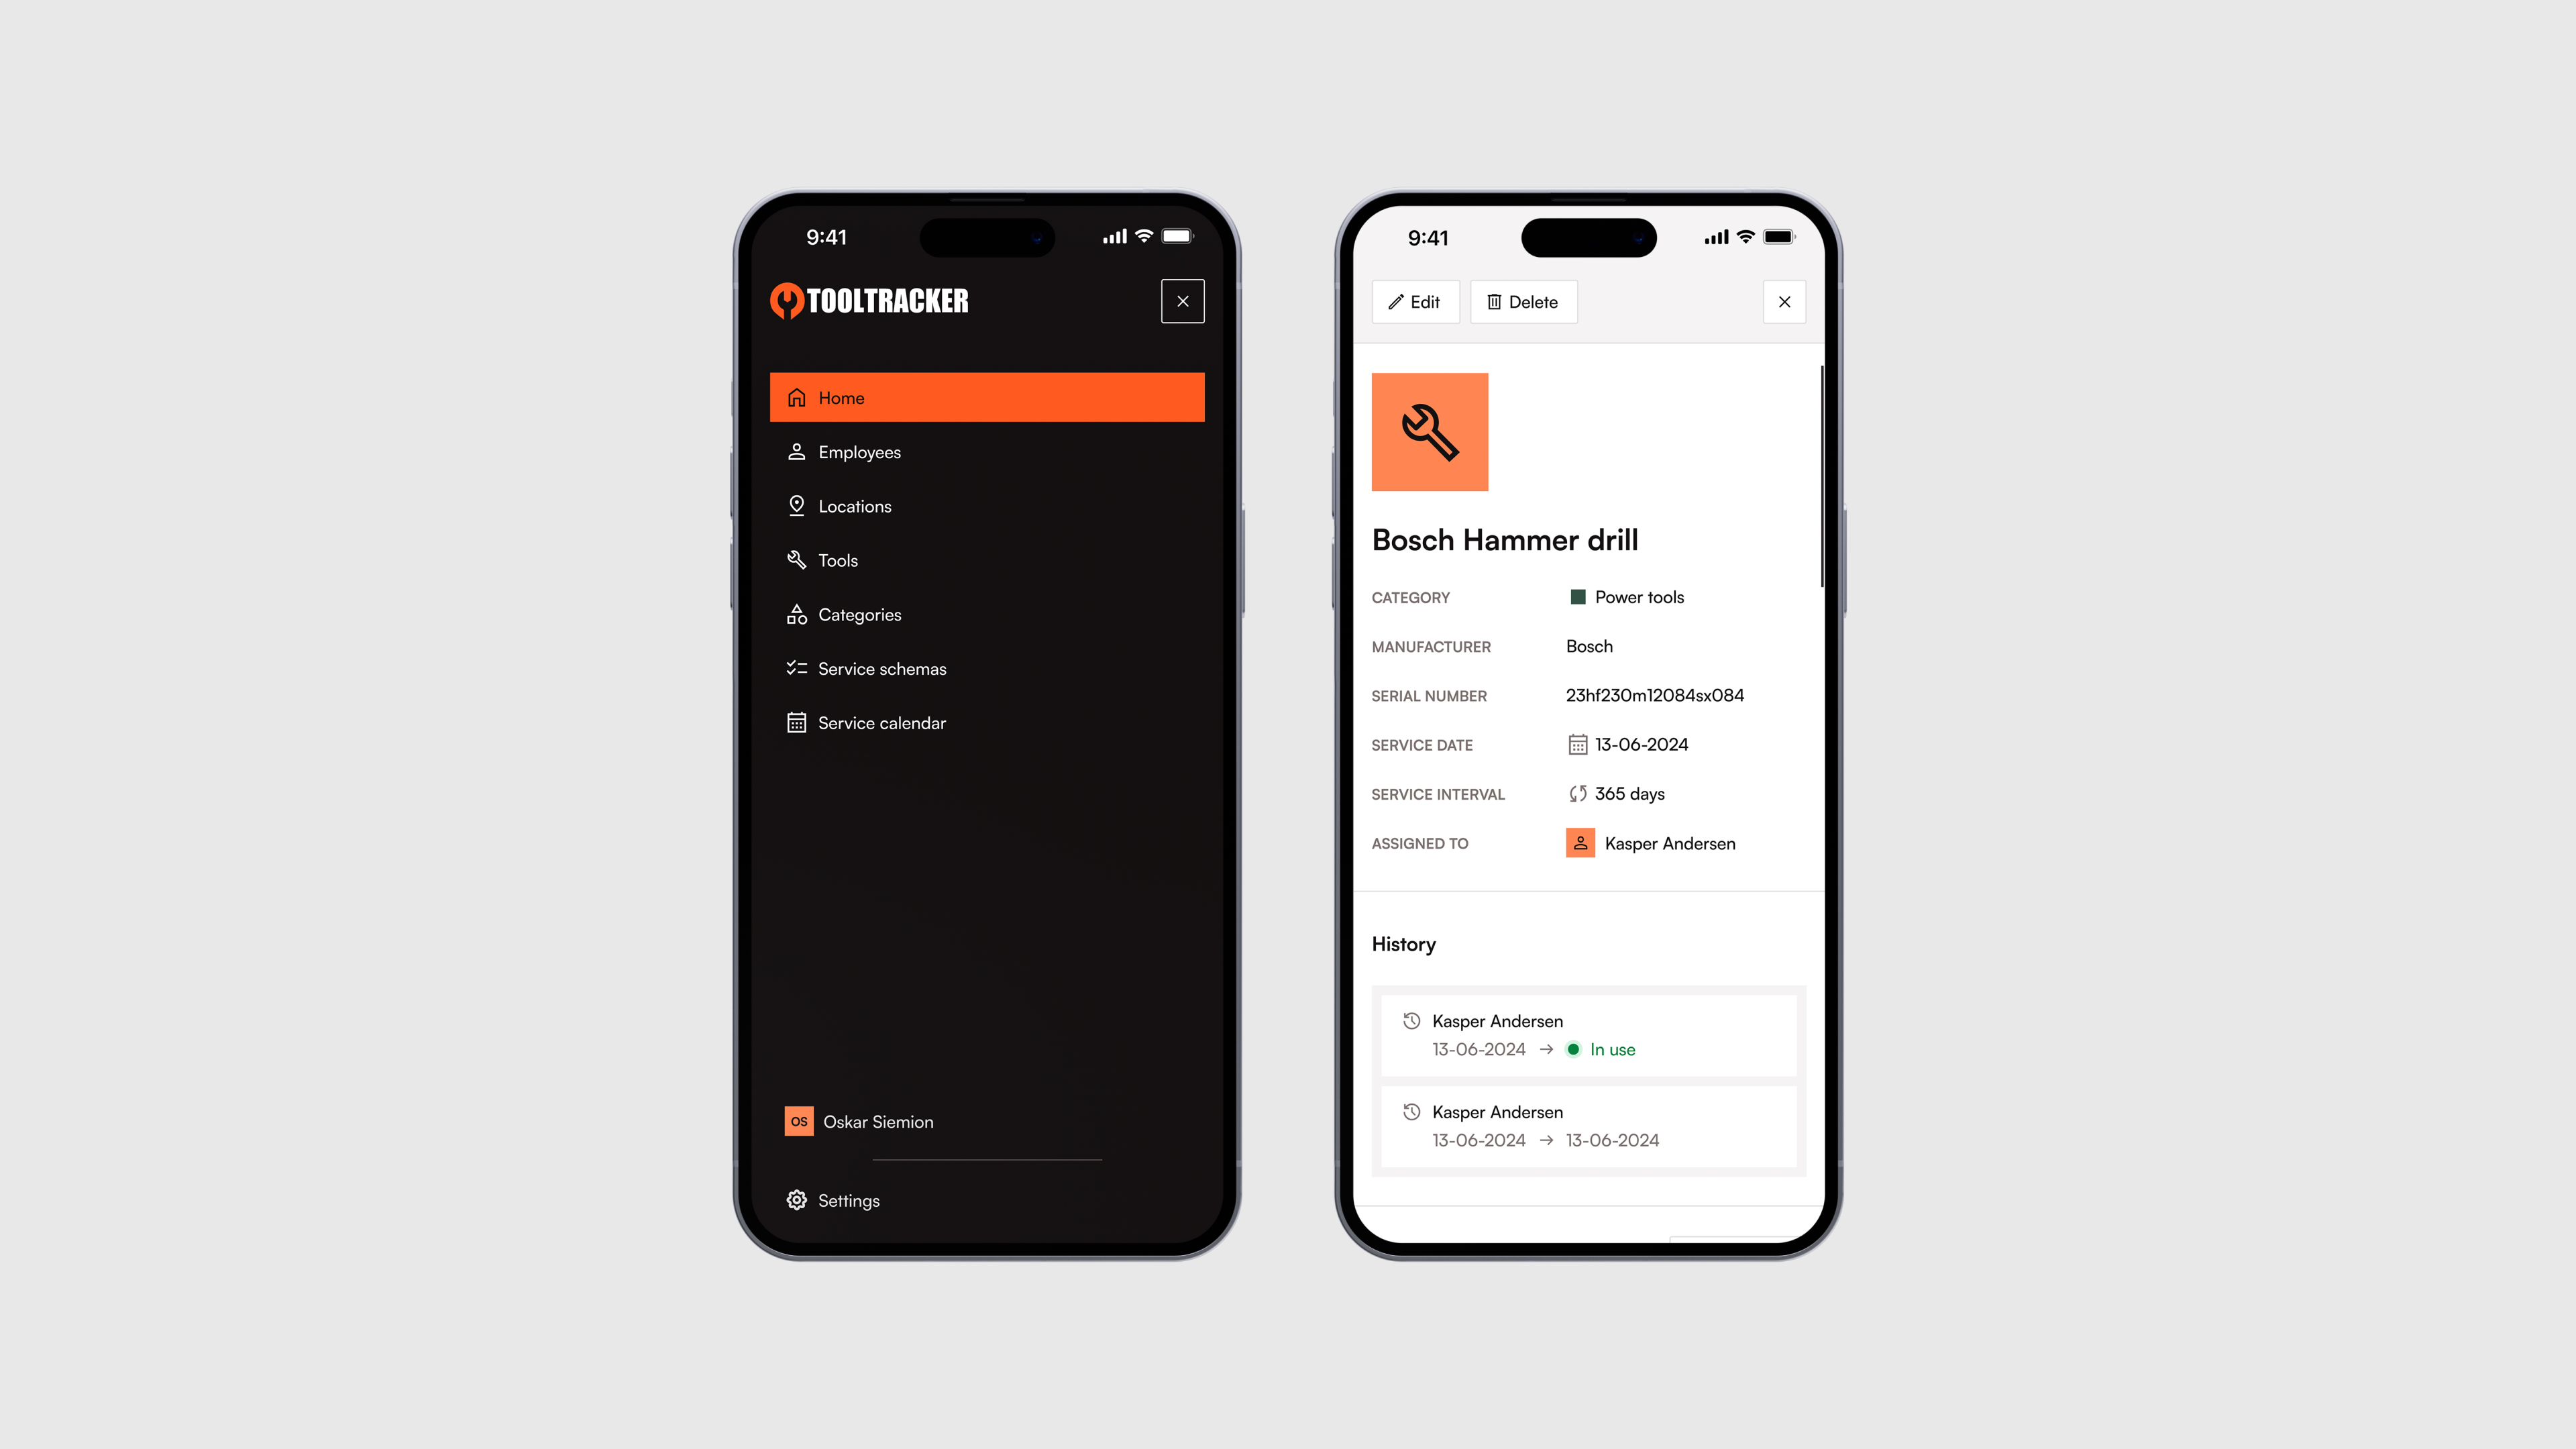 9:41
TOOLTRACKER
Home
Employees
Locations
Tools
Categories
Service schemas
Service calendar
OS Oskar Siemion
Settings
9:41
Edit Delete
Bosch Hammer drill
CATEGORY Power tools
MANUFACTURER Bosch
SERIAL NUMBER 23hf230m12084sx084
SERVICE DATE 13-06-2024
SERVICE INTERVAL 365 days
ASSIGNED TO Kasper Andersen
History
Kasper Andersen
13-06-2024 → In use
Kasper Andersen
13-06-2024 → 13-06-2024